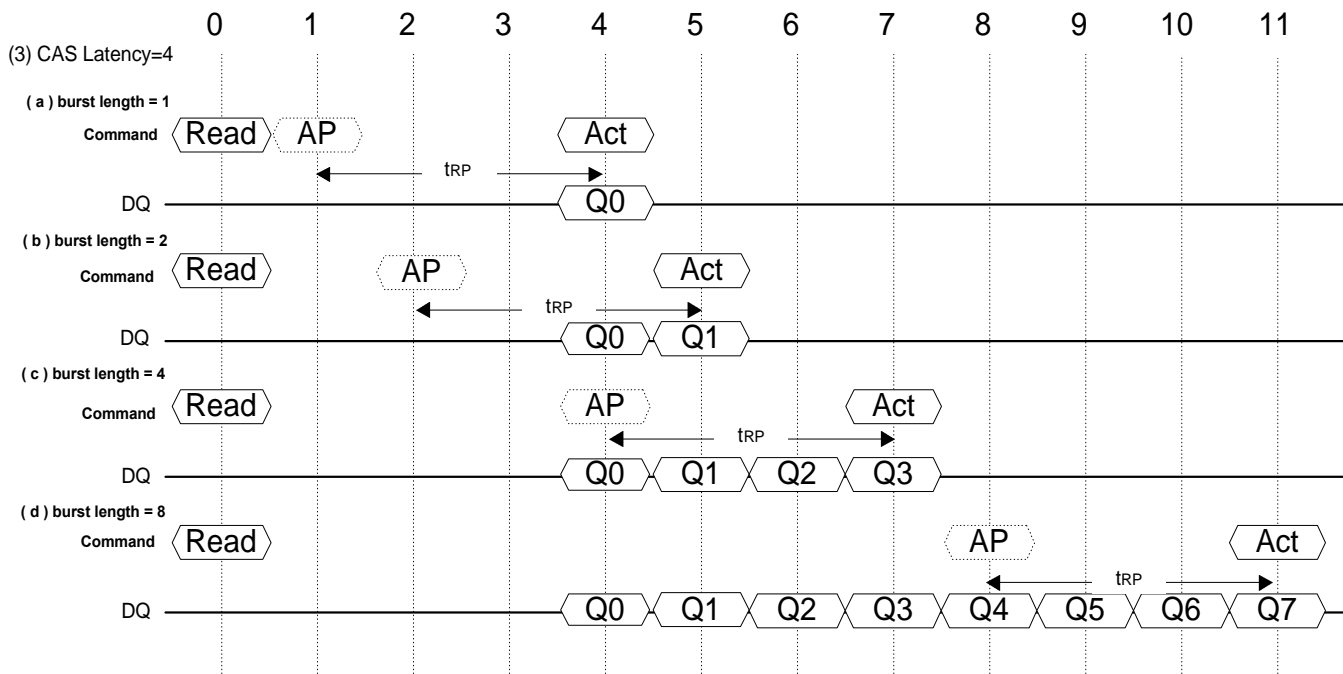 0 1 2 3 4 5 6 7 8 9 10 11
(3) CAS Latency=4
( a ) burst length = 1
Command Read AP Act
tRP
DQ Q0
( b ) burst length = 2
Command Read AP Act
tRP
DQ Q0 Q1
( c ) burst length = 4
Command Read AP Act
tRP
DQ Q0 Q1 Q2 Q3
( d ) burst length = 8
Command Read AP Act
tRP
DQ Q0 Q1 Q2 Q3 Q4 Q5 Q6 Q7